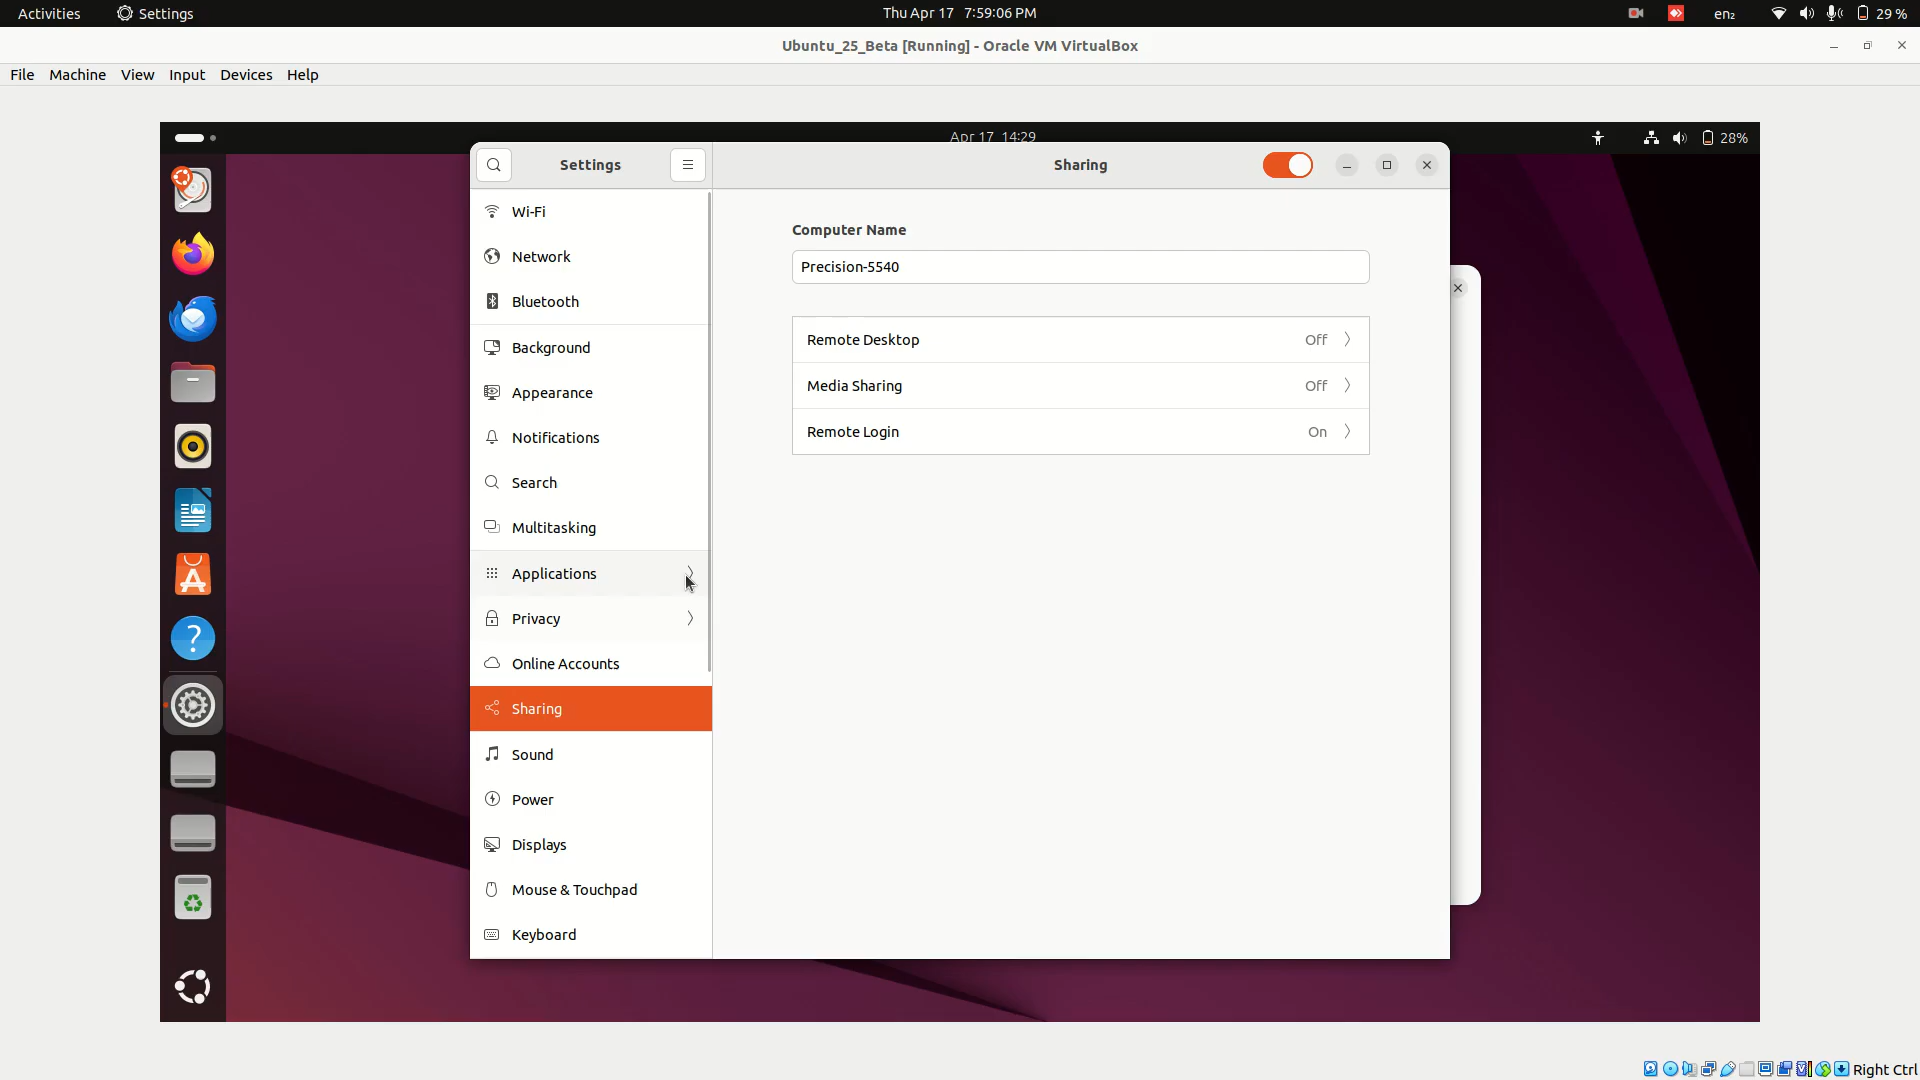 Activities Settings Thu Apr 17 7:59:06 PM en₂ 29 %
Ubuntu_25_Beta [Running] - Oracle VM VirtualBox
File Machine View Input Devices Help
Apr 17 14:29 28%
Settings Sharing
Wi-Fi
Network
Bluetooth
Background
Appearance
Notifications
Search
Multitasking
Applications
Privacy
Online Accounts
Sharing
Sound
Power
Displays
Mouse & Touchpad
Keyboard
Computer Name
Precision-5540
Remote Desktop Off
Media Sharing Off
Remote Login On
Right Ctrl